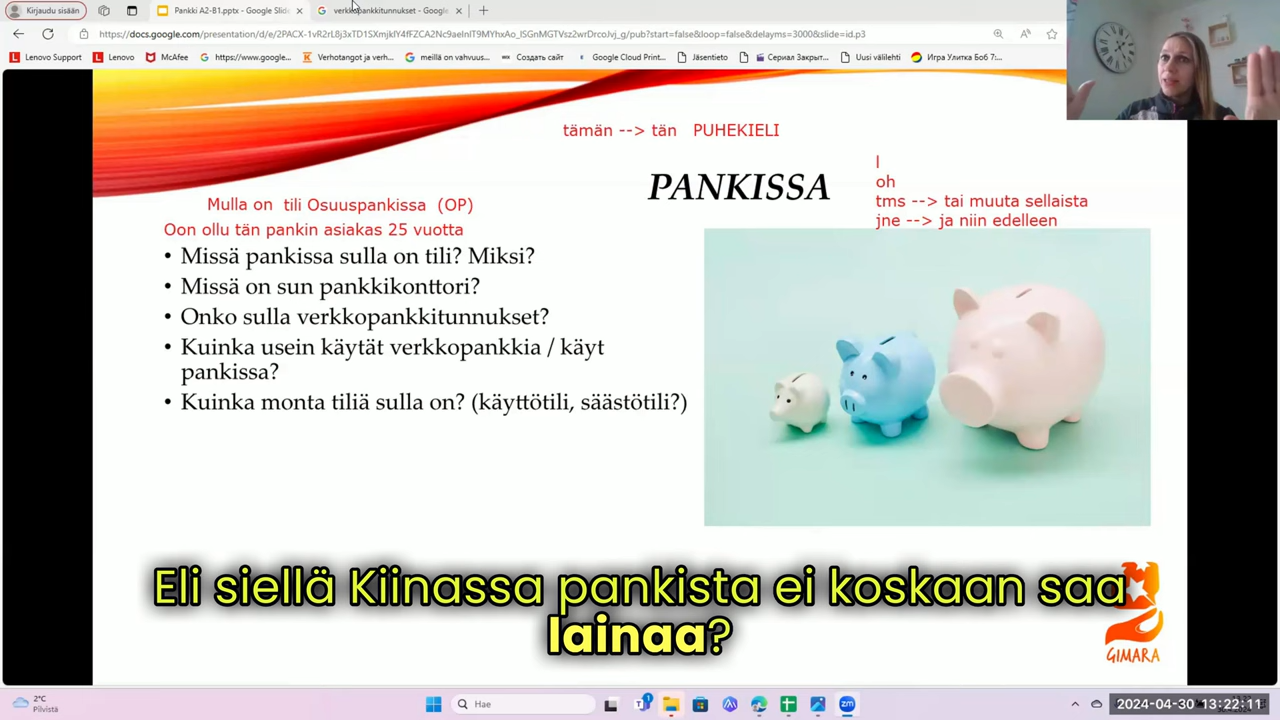 Kirjaudu sisään
Pankki A2-B1.pptx - Google Slid
verkkopankkitunnukset - Google
https://docs.google.com/presentation/d/e/
pub?start=false&loop=false&delayms=3000&slide=id.p3
Lenovo Support
Lenovo
McAfee
https://www.google...
Verhotangot ja verh...
meillä on vahvuus...
Создать сайт
Google Cloud Print...
Jäsentieto
Сериал Закрыт...
Uusi välilehti
Игра Улитка Боб 7:...
tämän --> tän PUHEKIELI
PANKISSA
l
oh
tms --> tai muuta sellaista
jne --> ja niin edelleen
Mulla on tili Osuuspankissa (OP)
Oon ollu tän pankin asiakas 25 vuotta
• Missä pankissa sulla on tili? Miksi?
• Missä on sun pankkikonttori?
• Onko sulla verkkopankkitunnukset?
• Kuinka usein käytät verkkopankkia / käyt
pankissa?
• Kuinka monta tiliä sulla on? (käyttötili, säästötili?)
Eli siellä Kiinassa pankista ei koskaan saa
lainaa?
GIMARA
2°C
Pilvistä
Hae
2024-04-30 13:22:11